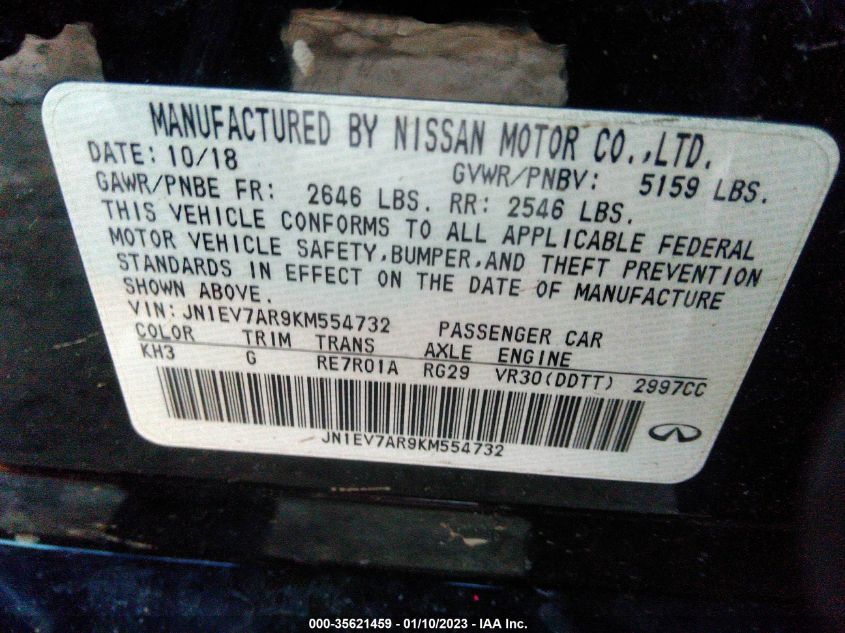 MANUFACTURED BY NISSAN MOTOR CO.,LTD.
DATE: 10/18 GVWR/PNBV: 5159 LBS.
GAWR/PNBE FR: 2646 LBS. RR: 2546 LBS.
THIS VEHICLE CONFORMS TO ALL APPLICABLE FEDERAL
MOTOR VEHICLE SAFETY,BUMPER,AND THEFT PREVENTION
STANDARDS IN EFFECT ON THE DATE OF MANUFACTURE
SHOWN ABOVE.
VIN: JN1EV7AR9KM554732 PASSENGER CAR
COLOR TRIM TRANS AXLE ENGINE
KH3 G RE7R01A RG29 VR30(DDTT) 2997CC
JN1EV7AR9KM554732
000-35621459 - 01/10/2023 - IAA Inc.